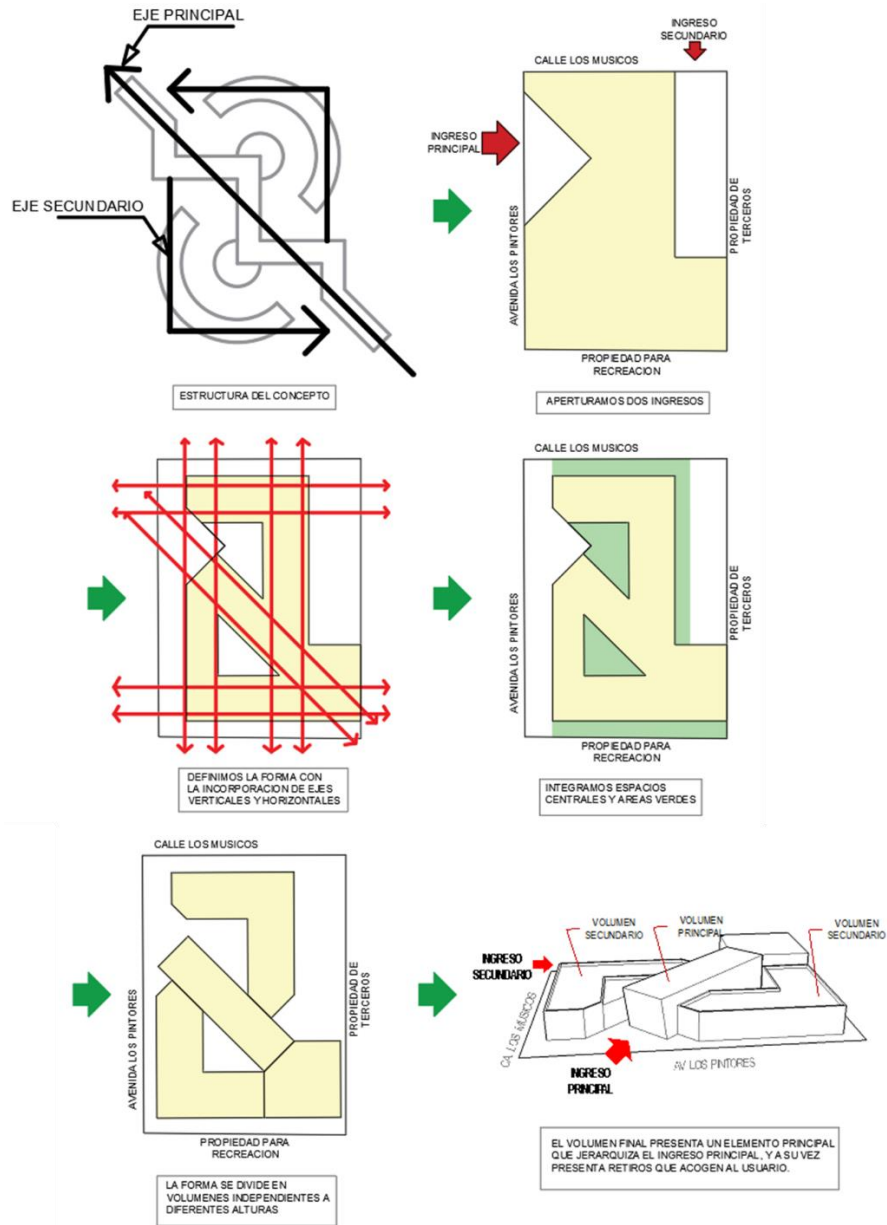 EJE PRINCIPAL
EJE SECUNDARIO
ESTRUCTURA DEL CONCEPTO
INGRESO
SECUNDARIO
CALLE LOS MUSICOS
INGRESO
PRINCIPAL
AVENIDA LOS PINTORES
PROPIEDAD DE
TERCEROS
PROPIEDAD PARA
RECREACION
APERTURAMOS DOS INGRESOS
DEFINIMOS LA FORMA CON
LA INCORPORACION DE EJES
VERTICALES Y HORIZONTALES
CALLE LOS MUSICOS
AVENIDA LOS PINTORES
PROPIEDAD DE
TERCEROS
PROPIEDAD PARA
RECREACION
INTEGRAMOS ESPACIOS
CENTRALES Y AREAS VERDES
CALLE LOS MUSICOS
AVENIDA LOS PINTORES
PROPIEDAD DE
TERCEROS
PROPIEDAD PARA
RECREACION
LA FORMA SE DIVIDE EN
VOLUMENES INDEPENDIENTES A
DIFERENTES ALTURAS
VOLUMEN
SECUNDARIO
VOLUMEN
PRINCIPAL
VOLUMEN
SECUNDARIO
INGRESO
SECUNDARIO
CA LOS MUSICOS
INGRESO
PRINCIPAL
AV LOS PINTORES
EL VOLUMEN FINAL PRESENTA UN ELEMENTO PRINCIPAL
QUE JERARQUIZA EL INGRESO PRINCIPAL, Y A SU VEZ
PRESENTA RETIROS QUE ACOGEN AL USUARIO.